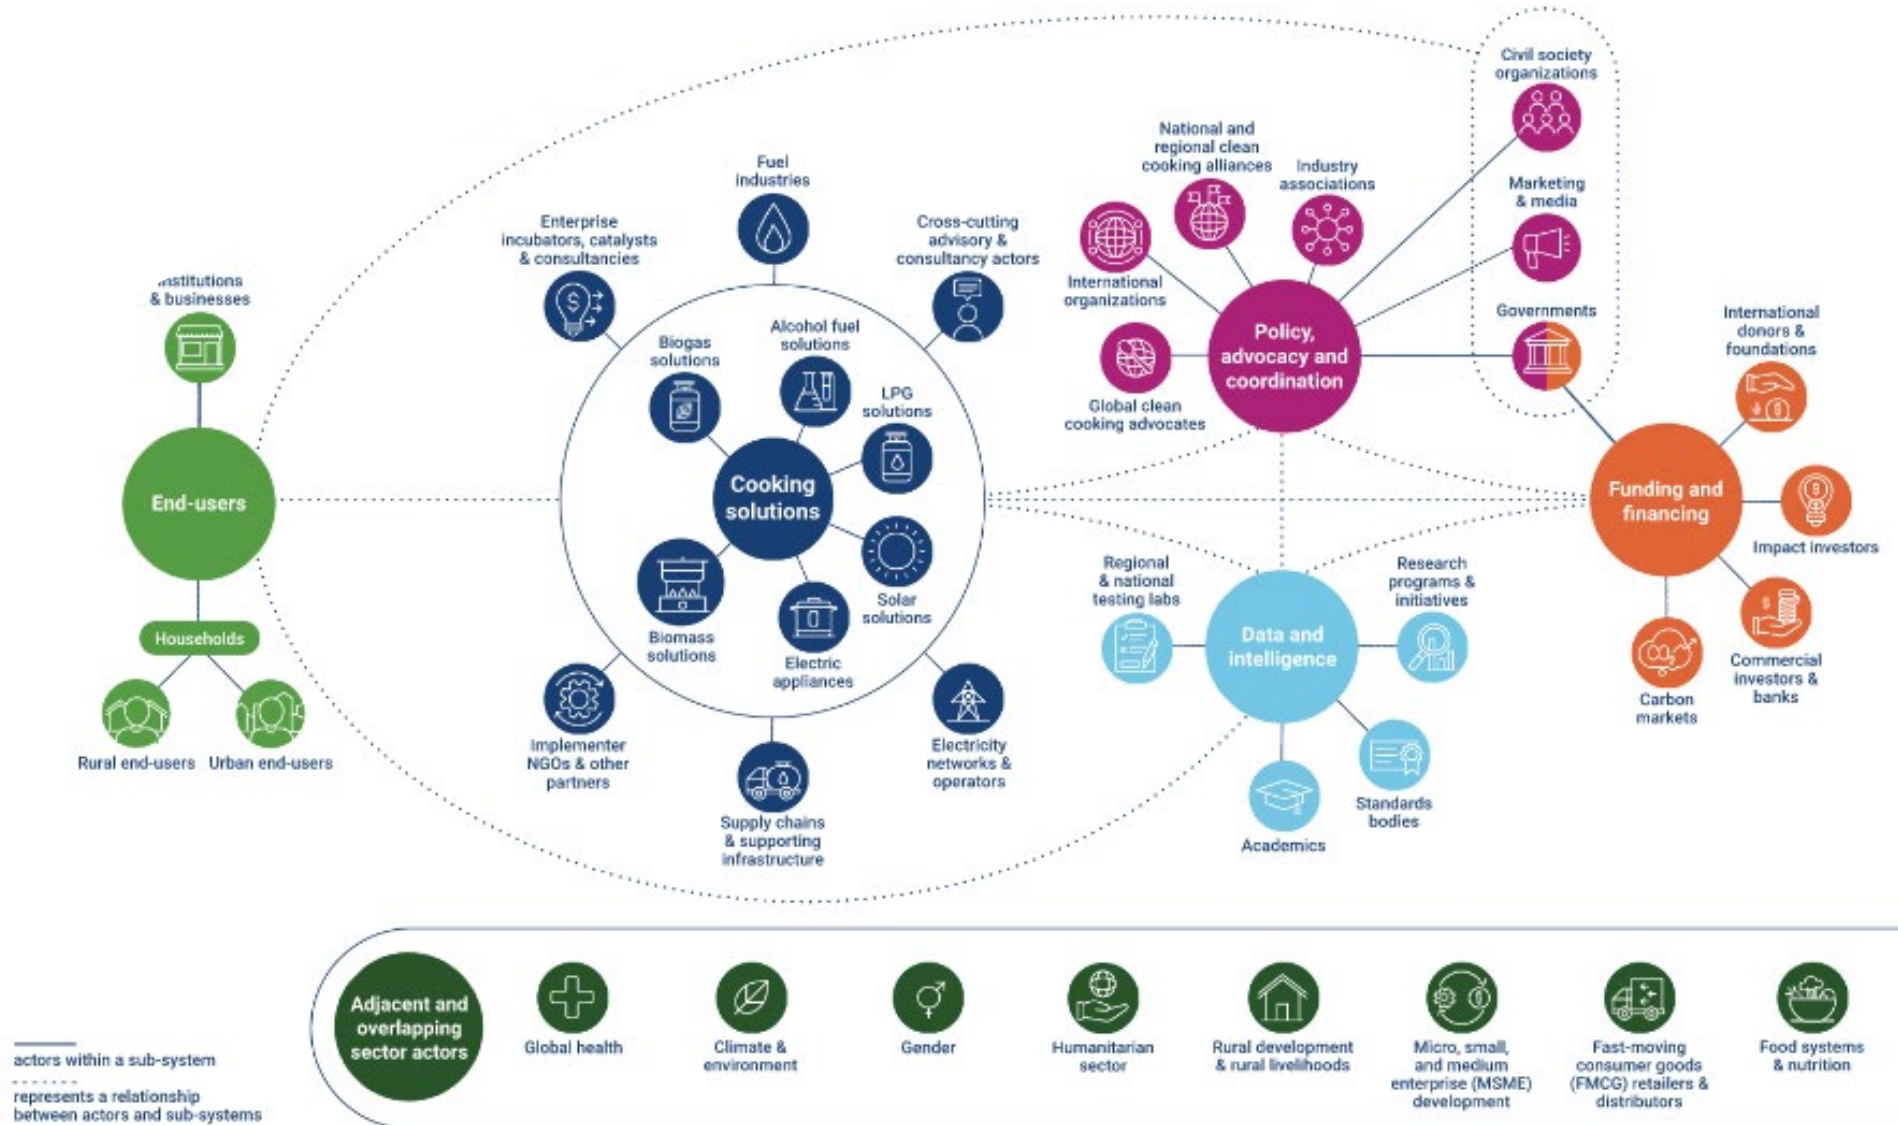 Civil society
organizations
Marketing
& media
Governments
National and
regional clean
cooking alliances
Industry
associations
International
organizations
Global clean
cooking advocates
Policy,
advocacy and
coordination
Fuel
industries
Enterprise
incubators, catalysts
& consultancies
Cross-cutting
advisory &
consultancy actors
Biogas
solutions
Alcohol fuel
solutions
LPG
solutions
Cooking
solutions
Solar
solutions
Biomass
solutions
Electric
appliances
Implementer
NGOs & other
partners
Supply chains
& supporting
infrastructure
Electricity
networks &
operators
nstitutions
& businesses
End-users
Households
Rural end-users
Urban end-users
International
donors &
foundations
Funding and
financing
Impact investors
Commercial
investors &
banks
CO₂
Carbon
markets
Regional
& national
testing labs
Research
programs &
initiatives
Data and
intelligence
Academics
Standards
bodies
Adjacent and
overlapping
sector actors
Global health
Climate &
environment
Gender
Humanitarian
sector
Rural development
& rural livelihoods
Micro, small,
and medium
enterprise (MSME)
development
Fast-moving
consumer goods
(FMCG) retailers &
distributors
Food systems
& nutrition
actors within a sub-system
represents a relationship
between actors and sub-systems